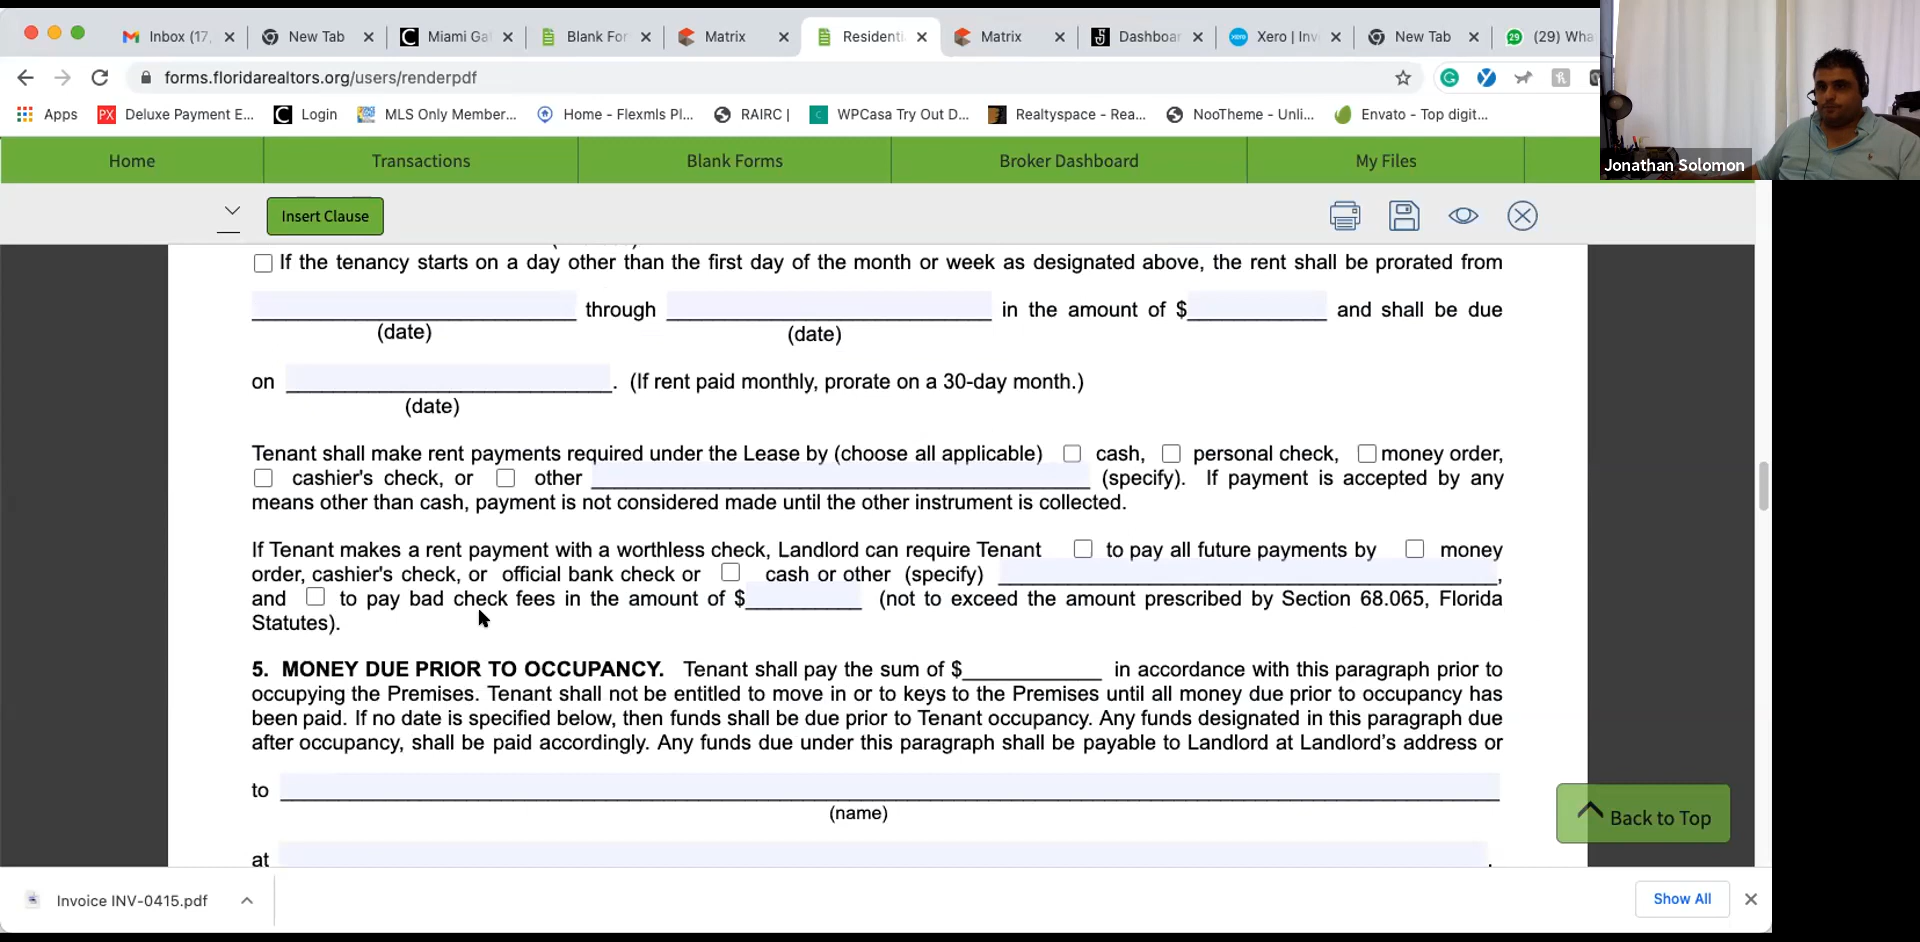 Inbox (17,
New Tab
Miami Ga
Blank For
Matrix
Residenti
Matrix
Dashboar
Xero | Inv
New Tab
(29) Wha
forms.floridarealtors.org/users/renderpdf
Apps
Deluxe Payment E...
Login
MLS Only Member...
Home - Flexmls Pl...
RAIRC |
WPCasa Try Out D...
Realtyspace - Rea...
NooTheme - Unli...
Envato - Top digit...
Jonathan Solomon
Home
Transactions
Blank Forms
Broker Dashboard
My Files
Insert Clause
If the tenancy starts on a day other than the first day of the month or week as designated above, the rent shall be prorated from
____________ through ____________ in the amount of $____________ and shall be due
(date) (date)
on ____________. (If rent paid monthly, prorate on a 30-day month.)
(date)
Tenant shall make rent payments required under the Lease by (choose all applicable) cash, personal check, money order,
cashier's check, or other ____________ (specify). If payment is accepted by any
means other than cash, payment is not considered made until the other instrument is collected.
If Tenant makes a rent payment with a worthless check, Landlord can require Tenant to pay all future payments by money
order, cashier's check, or official bank check or cash or other (specify) ____________,
and to pay bad check fees in the amount of $__________ (not to exceed the amount prescribed by Section 68.065, Florida
Statutes).
5. MONEY DUE PRIOR TO OCCUPANCY. Tenant shall pay the sum of $____________ in accordance with this paragraph prior to
occupying the Premises. Tenant shall not be entitled to move in or to keys to the Premises until all money due prior to occupancy has
been paid. If no date is specified below, then funds shall be due prior to Tenant occupancy. Any funds designated in this paragraph due
after occupancy, shall be paid accordingly. Any funds due under this paragraph shall be payable to Landlord at Landlord's address or
to ____________
(name)
Back to Top
at .
Invoice INV-0415.pdf
Show All